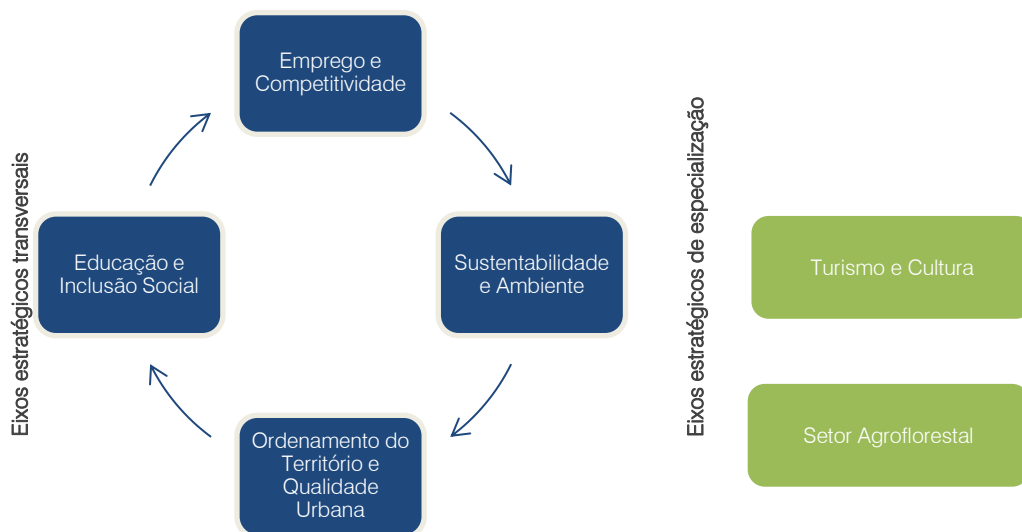 Eixos estratégicos transversais
Emprego e
Competitividade
Sustentabilidade
e Ambiente
Ordenamento do
Território e
Qualidade
Urbana
Educação e
Inclusão Social
Eixos estratégicos de especialização
Turismo e Cultura
Setor Agroflorestal